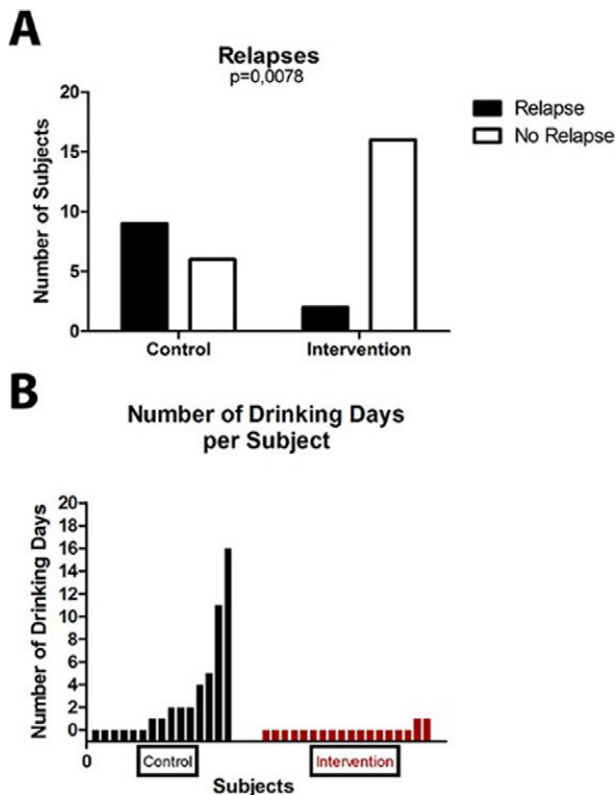 A
Relapses
p=0,0078
Number of Subjects
20
15
10
5
0
Control
Intervention
Relapse
No Relapse
B
Number of Drinking Days
per Subject
Number of Drinking Days
20
18
16
14
12
10
8
6
4
2
0
0
Control
Intervention
Subjects